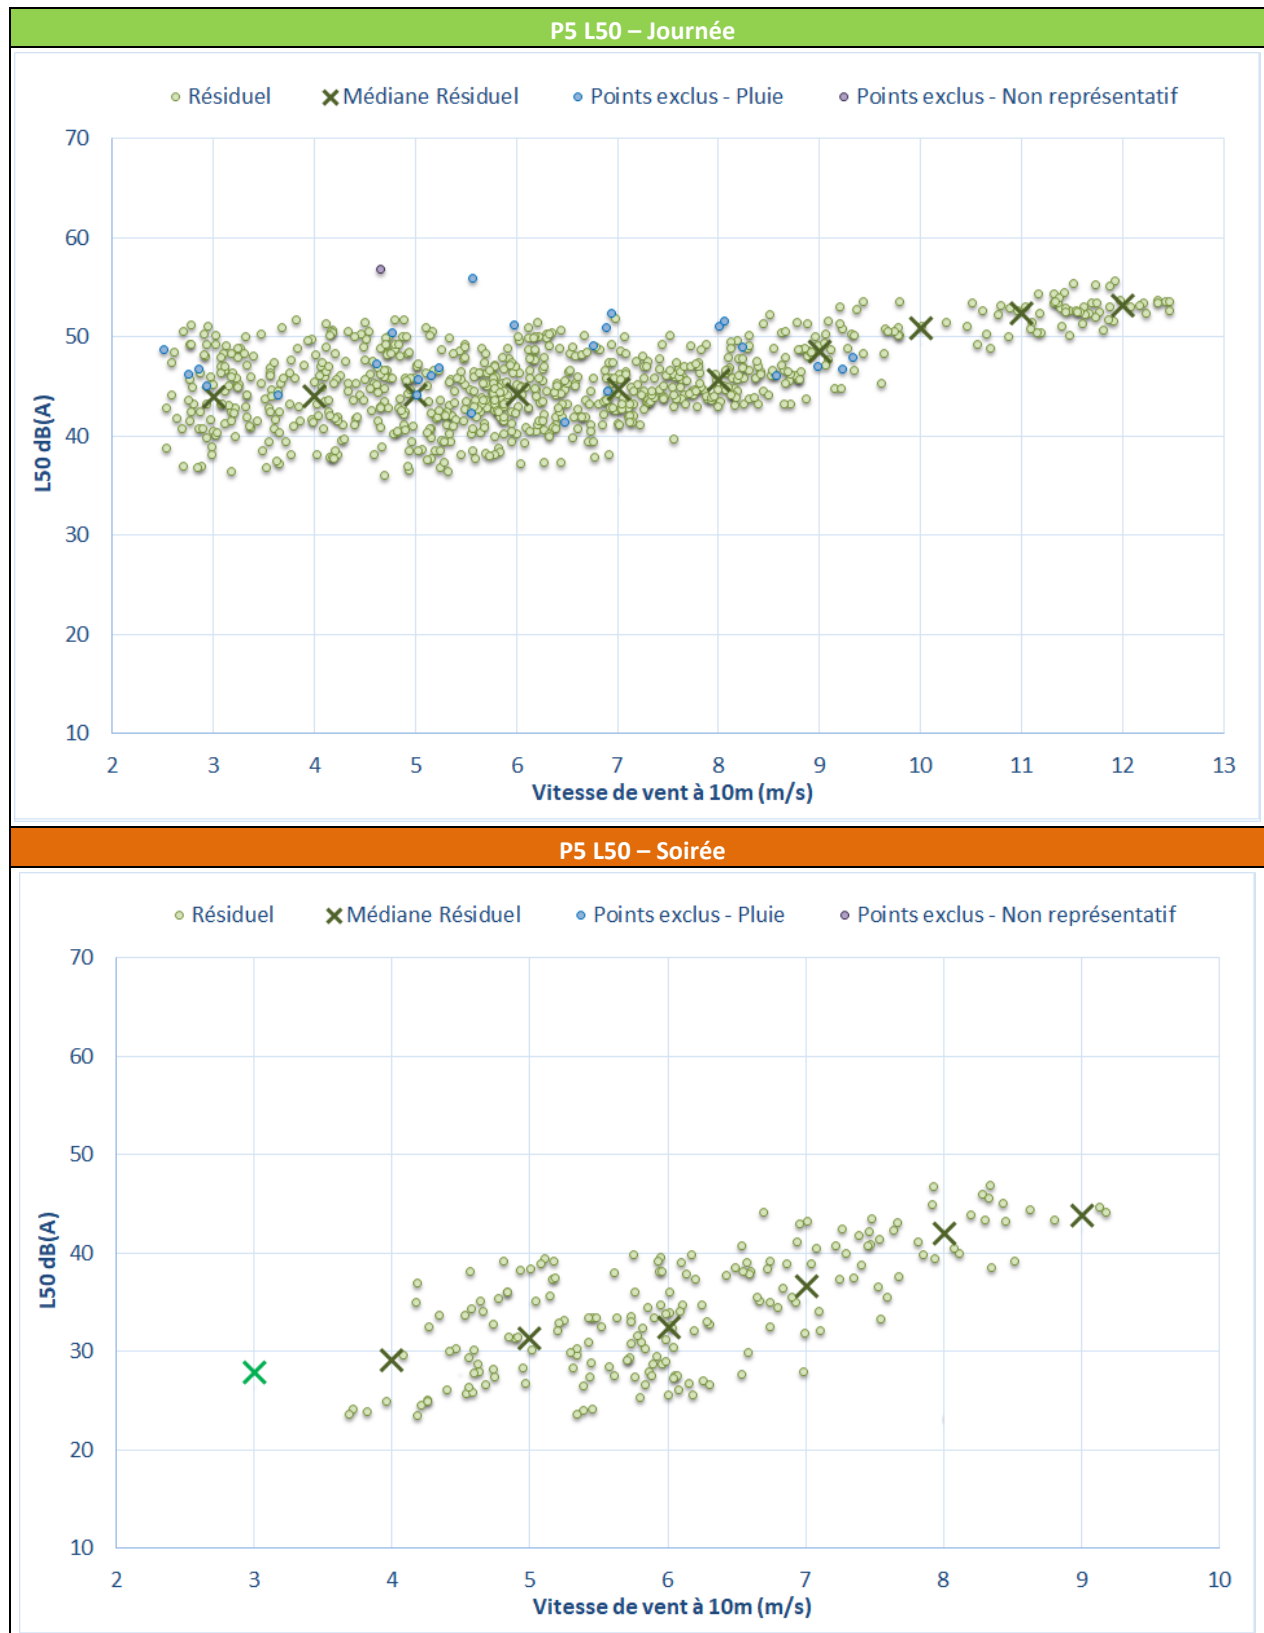 P5 L50 – Journée
Résiduel Médiane Résiduel Points exclus - Pluie Points exclus - Non représentatif
70
60
50
40
30
20
10
L50 dB(A)
2 3 4 5 6 7 8 9 10 11 12 13
Vitesse de vent à 10m (m/s)
P5 L50 – Soirée
Résiduel Médiane Résiduel Points exclus - Pluie Points exclus - Non représentatif
70
60
50
40
30
20
10
L50 dB(A)
2 3 4 5 6 7 8 9 10
Vitesse de vent à 10m (m/s)